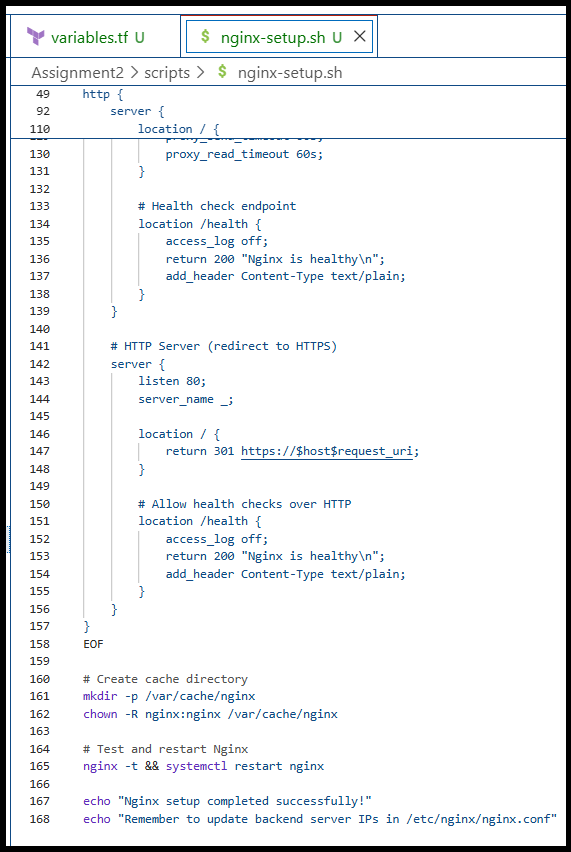 variables.tf U
$ nginx-setup.sh U ×
Assignment2 > scripts > $ nginx-setup.sh
49 http {
92 server {
110 location / {
130 proxy_read_timeout 60s;
131 }
132
133 # Health check endpoint
134 location /health {
135 access_log off;
136 return 200 "Nginx is healthy\n";
137 add_header Content-Type text/plain;
138 }
139 }
140
141 # HTTP Server (redirect to HTTPS)
142 server {
143 listen 80;
144 server_name _;
145
146 location / {
147 return 301 https://$host$request_uri;
148 }
149
150 # Allow health checks over HTTP
151 location /health {
152 access_log off;
153 return 200 "Nginx is healthy\n";
154 add_header Content-Type text/plain;
155 }
156 }
157 }
158 EOF
159
160 # Create cache directory
161 mkdir -p /var/cache/nginx
162 chown -R nginx:nginx /var/cache/nginx
163
164 # Test and restart Nginx
165 nginx -t && systemctl restart nginx
166
167 echo "Nginx setup completed successfully!"
168 echo "Remember to update backend server IPs in /etc/nginx/nginx.conf"